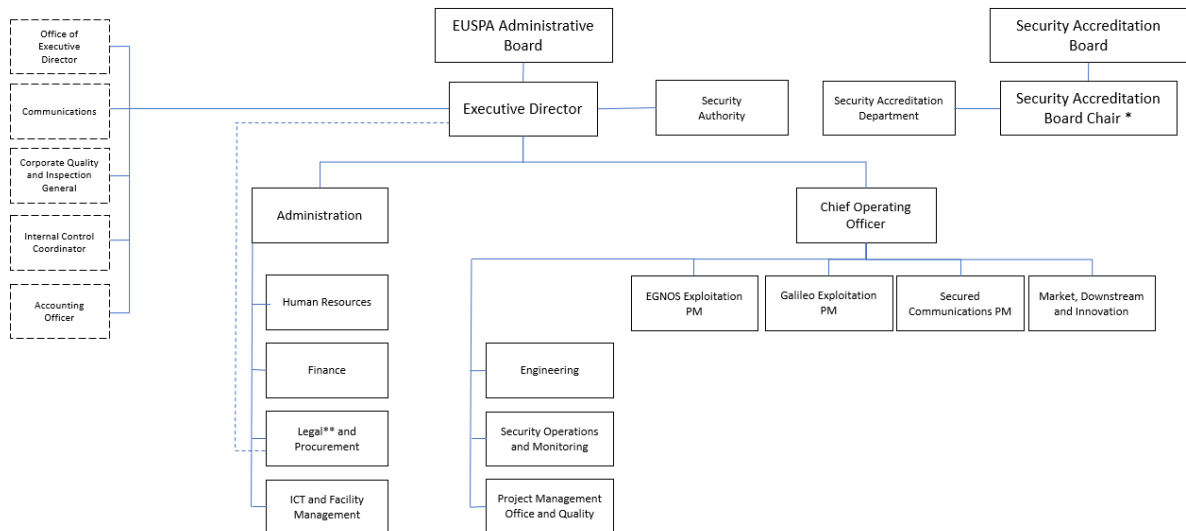 Office of
Executive
Director
Communications
Corporate Quality
and Inspection
General
Internal Control
Coordinator
Accounting
Officer
EUSPA Administrative
Board
Executive Director
Security
Authority
Security Accreditation
Board
Security Accreditation
Department
Security Accreditation
Board Chair *
Administration
Human Resources
Finance
Legal** and
Procurement
ICT and Facility
Management
Chief Operating
Officer
EGNOS Exploitation
PM
Galileo Exploitation
PM
Secured
Communications PM
Market, Downstream
and Innovation
Engineering
Security Operations
and Monitoring
Project Management
Office and Quality